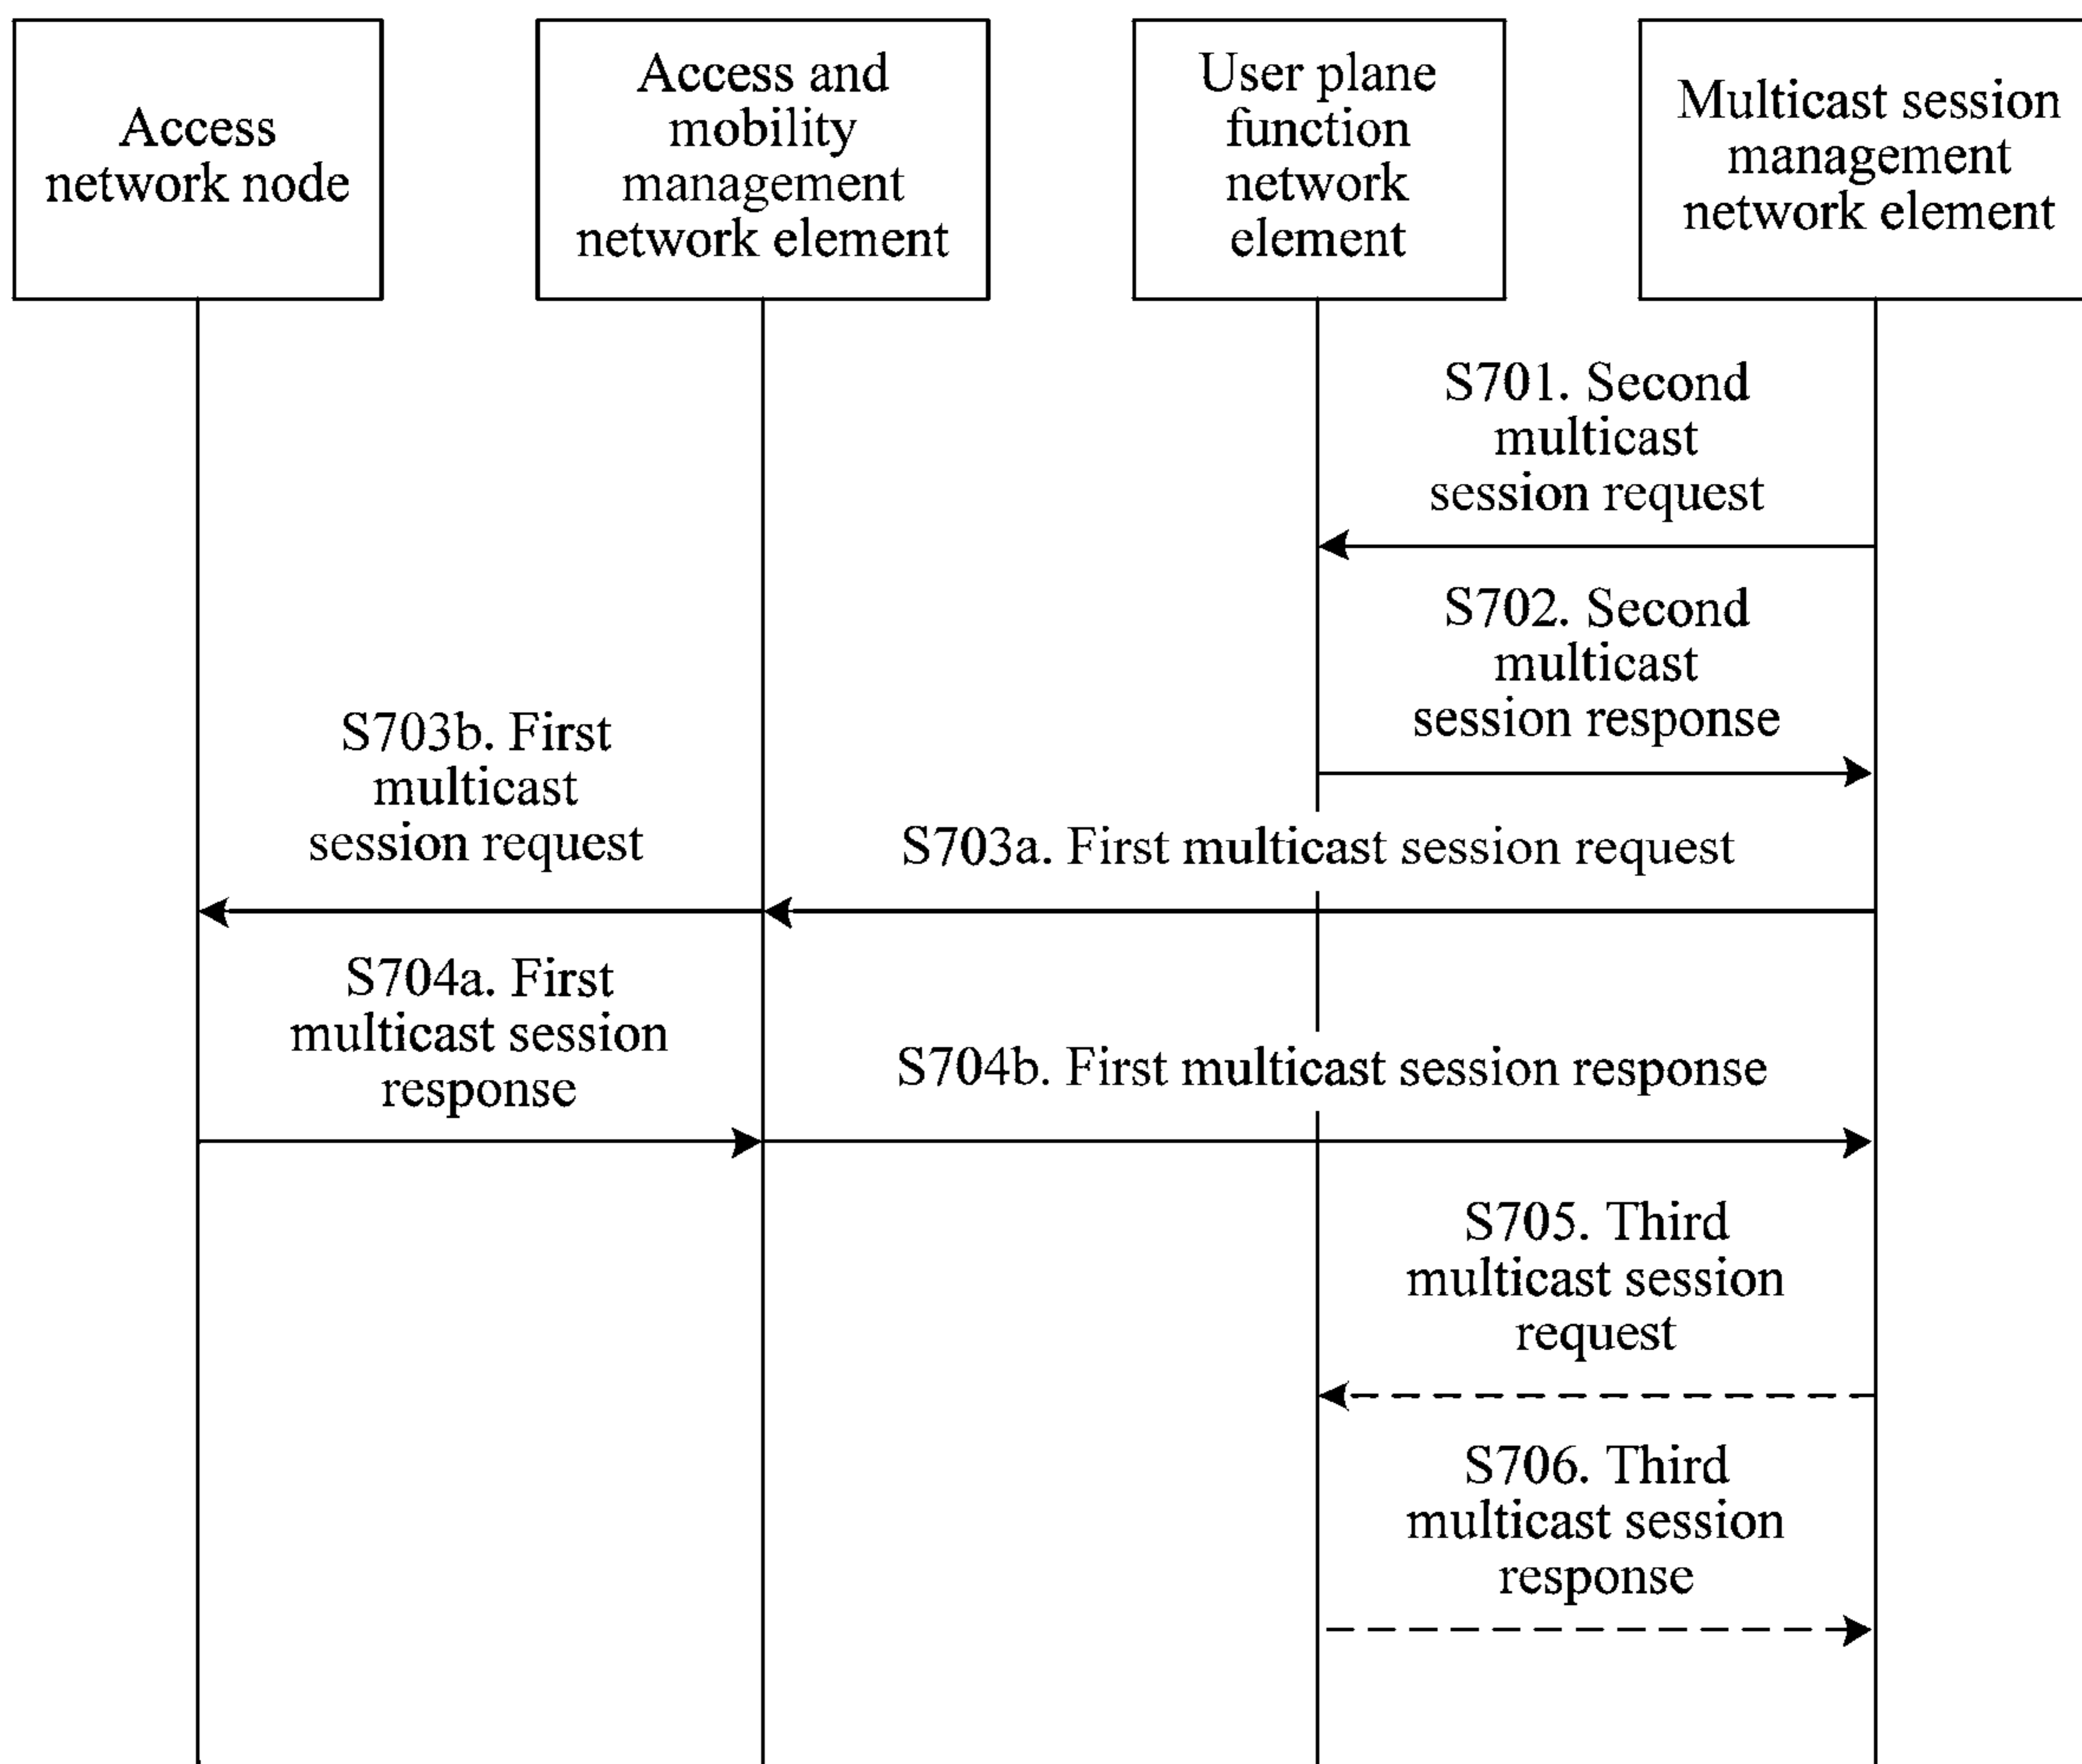 Access
network node
Access and
mobility
management
network element
User plane
function
network
element
Multicast session
management
network element
S701. Second
multicast
session request
S702. Second
multicast
session response
S703b. First
multicast
session request
S703a. First multicast session request
S704a. First
multicast session
response
S704b. First multicast session response
S705. Third
multicast session
request
S706. Third
multicast session
response